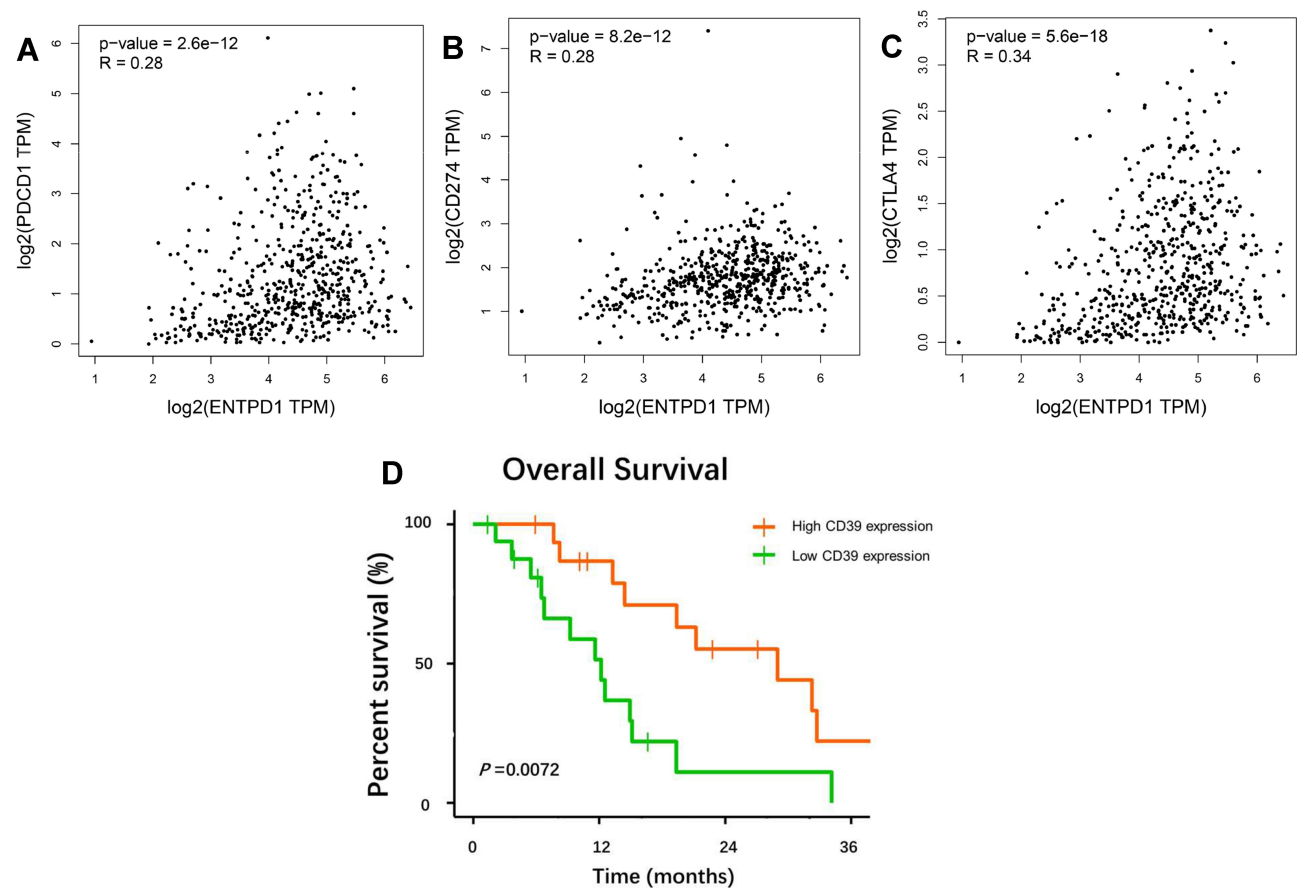 A
p-value = 2.6e-12
R = 0.28
log2(PDCD1 TPM)
0
1
2
3
4
5
6
1
2
3
4
5
6
log2(ENTPD1 TPM)
B
p-value = 8.2e-12
R = 0.28
log2(CD274 TPM)
1
2
3
4
5
6
7
1
2
3
4
5
6
log2(ENTPD1 TPM)
C
p-value = 5.6e-18
R = 0.34
log2(CTLA4 TPM)
0.0
0.5
1.0
1.5
2.0
2.5
3.0
3.5
1
2
3
4
5
6
log2(ENTPD1 TPM)
D
Overall Survival
High CD39 expression
Low CD39 expression
Percent survival (%)
100
50
0
P=0.0072
0
12
24
36
Time (months)